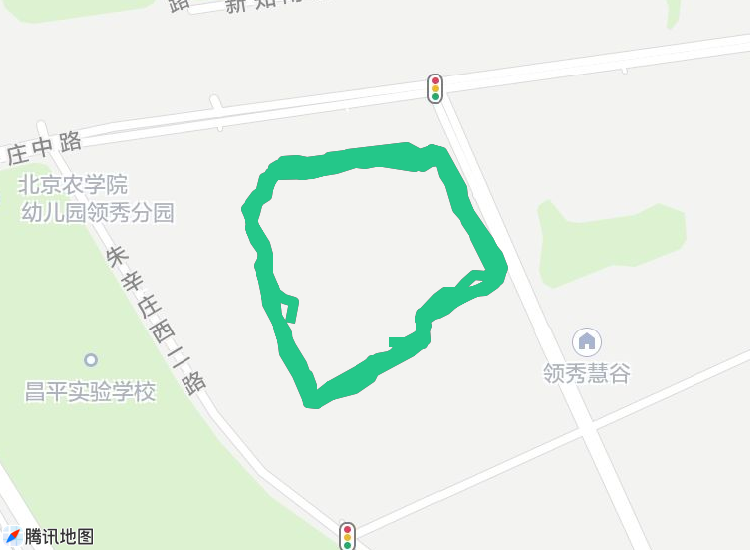 路
新知
庄中路
北京农学院
幼儿园领秀分园
朱辛庄西二路
昌平实验学校
领秀慧谷
腾讯地图